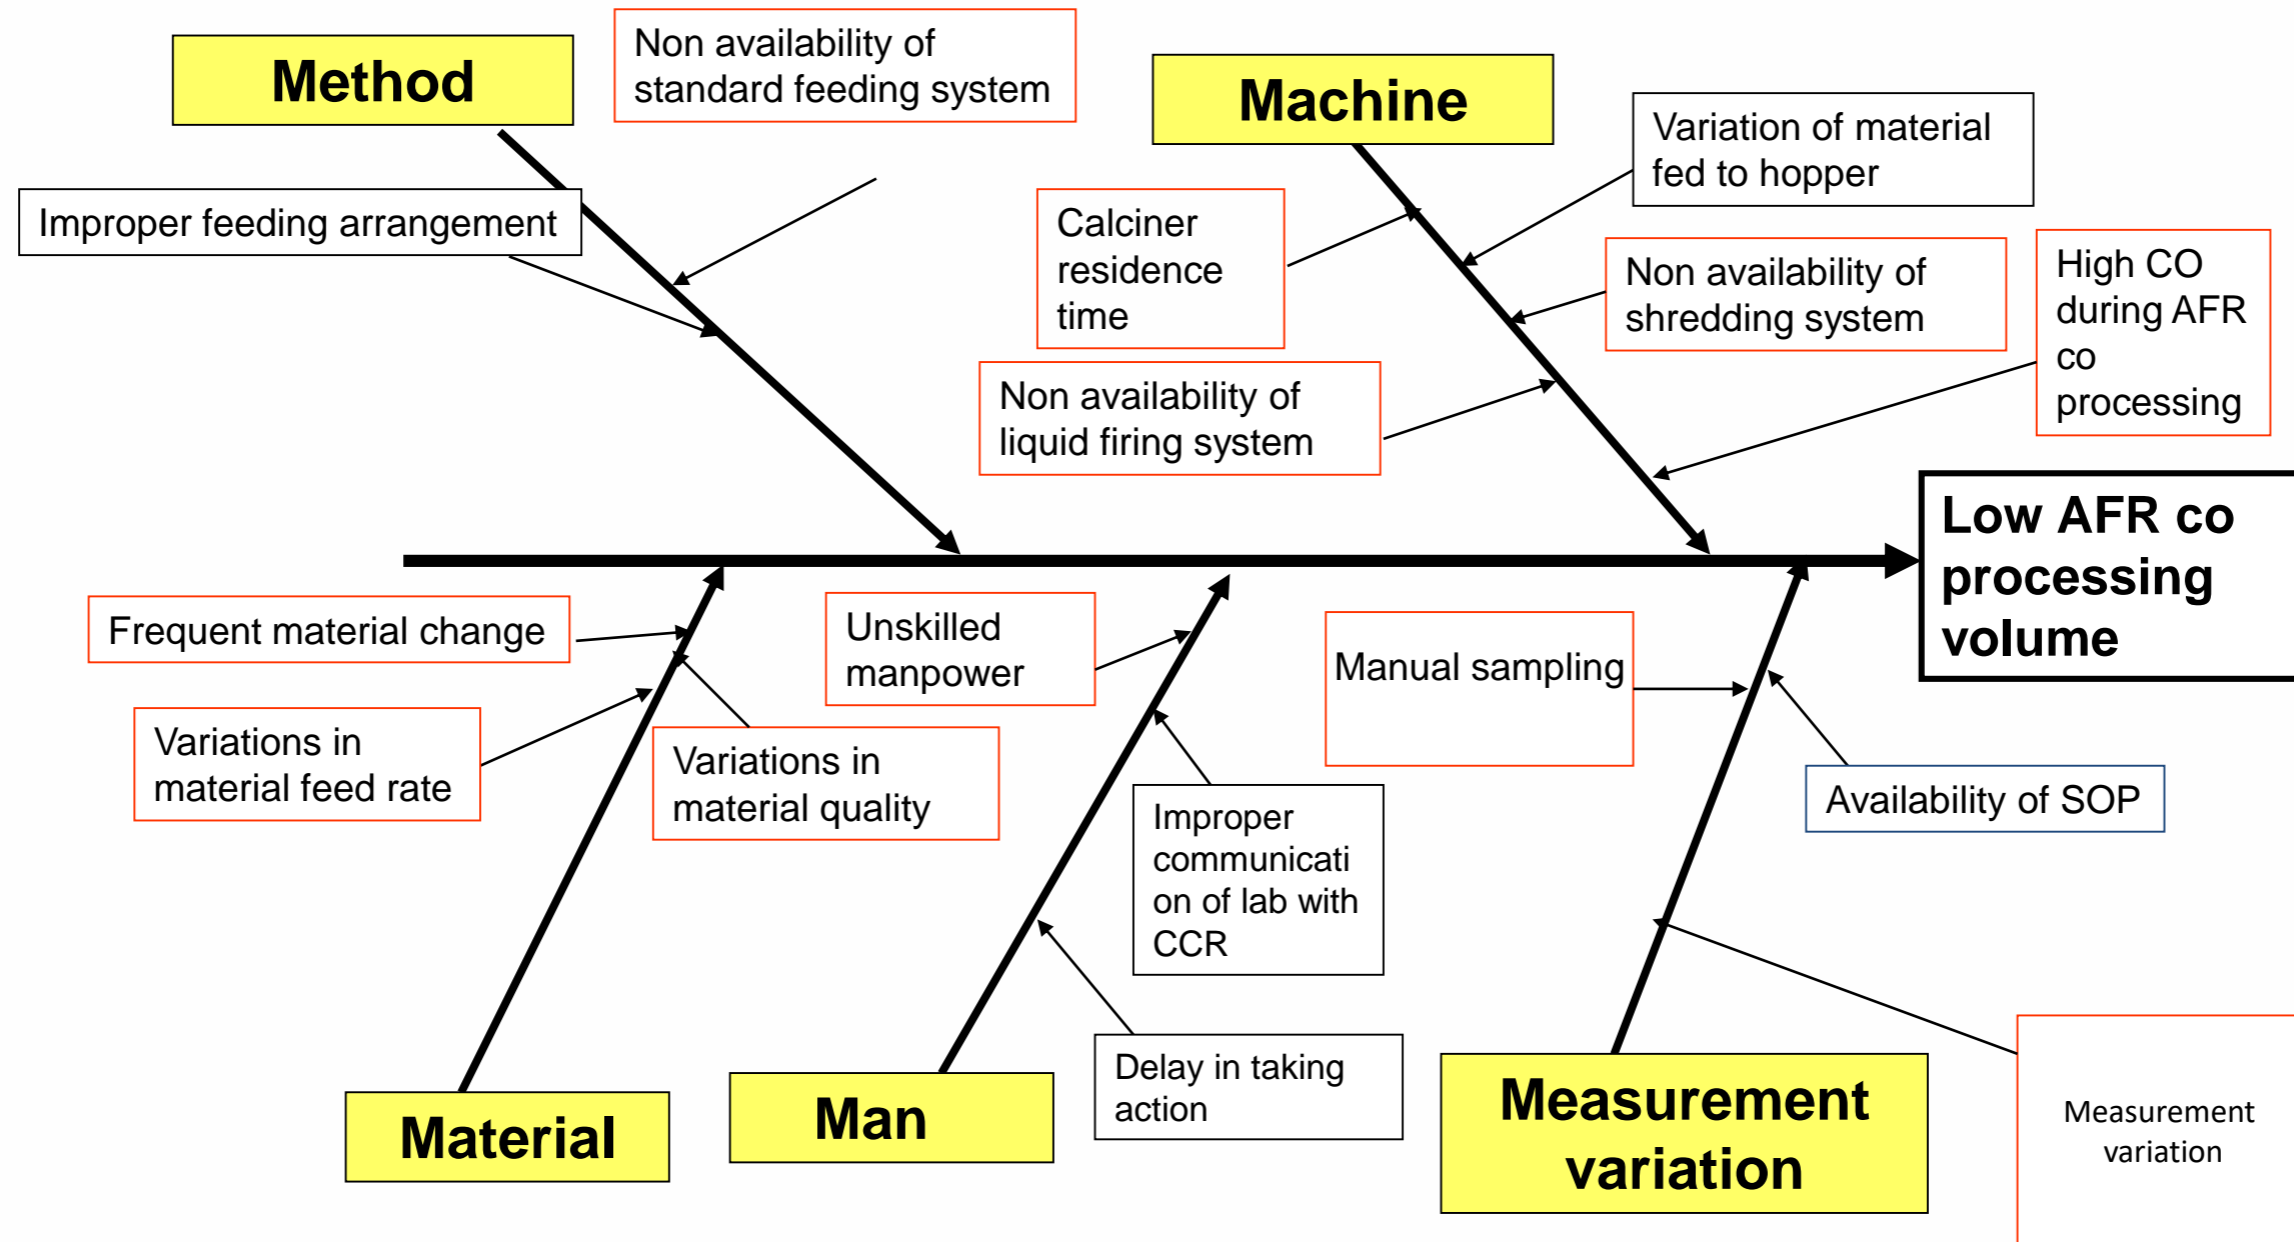 Method
Non availability of
standard feeding system
Machine
Variation of material
fed to hopper
Improper feeding arrangement
Calciner
residence
time
Non availability of
shredding system
High CO
during AFR
co
processing
Non availability of
liquid firing system
Low AFR co
processing
volume
Frequent material change
Unskilled
manpower
Manual sampling
Variations in
material feed rate
Variations in
material quality
Improper
communicati
on of lab with
CCR
Availability of SOP
Delay in taking
action
Material
Man
Measurement
variation
Measurement
variation